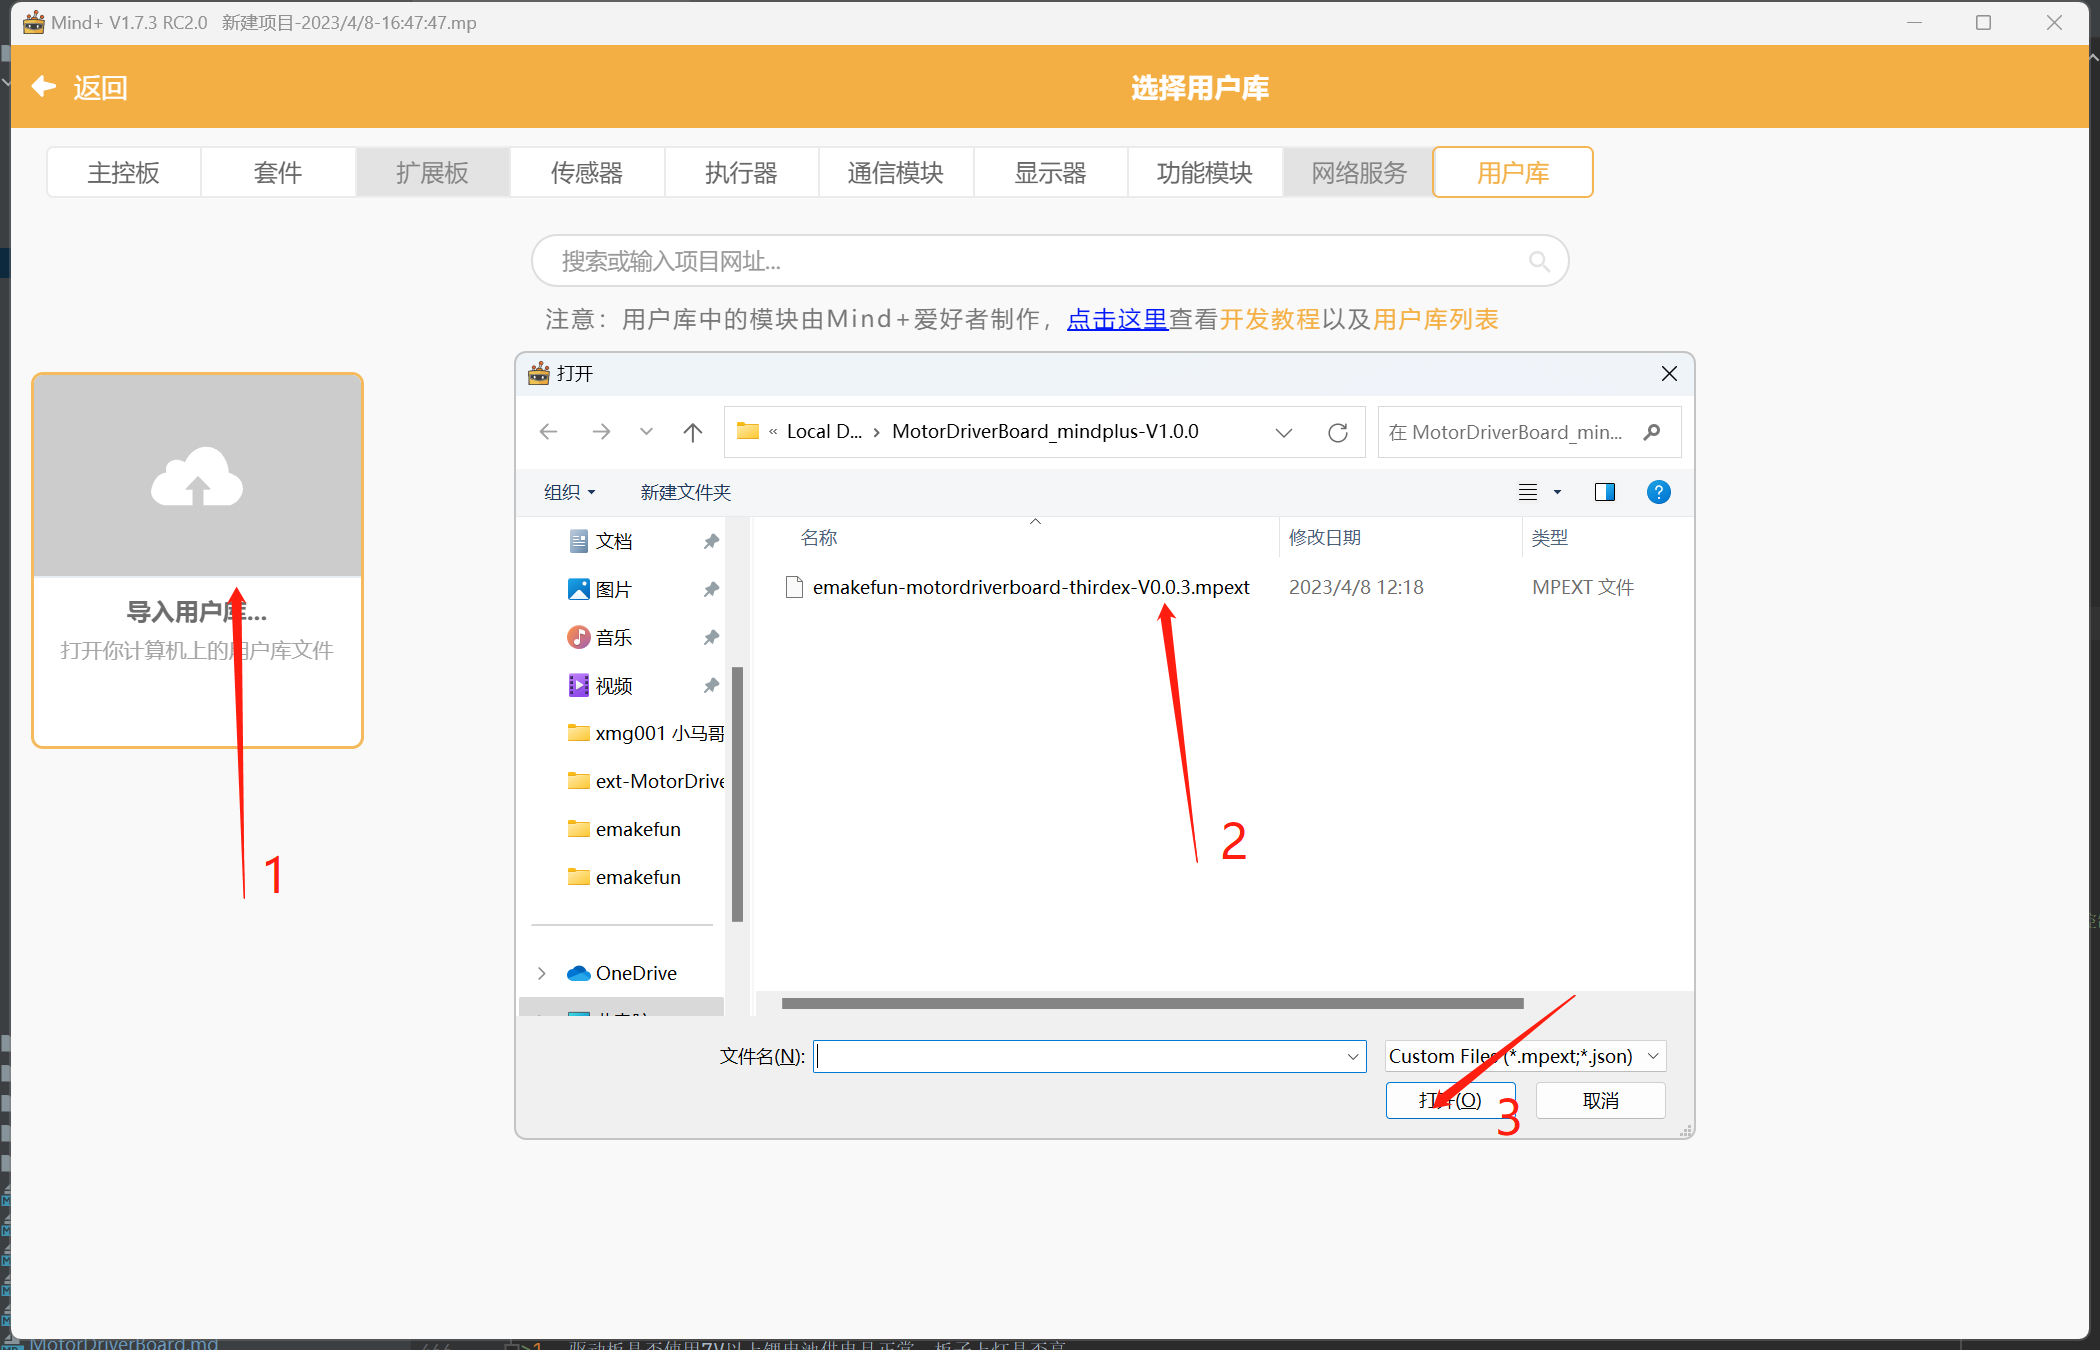 Mind+ V1.7.3 RC2.0 新建项目-2023/4/8-16:47:47.mp
返回
选择用户库
主控板 套件 扩展板 传感器 执行器 通信模块 显示器 功能模块 网络服务 用户库
搜索或输入项目网址...
注意：用户库中的模块由Mind+爱好者制作，点击这里查看开发教程以及用户库列表
导入用户库...
打开你计算机上的用户库文件
1
打开
« Local D... › MotorDriverBoard_mindplus-V1.0.0
在 MotorDriverBoard_min...
组织 新建文件夹
?
名称 修改日期 类型
emakefun-motordriverboard-thirdex-V0.0.3.mpext 2023/4/8 12:18 MPEXT 文件
文档
图片
音乐
视频
xmg001 小马哥
ext-MotorDrive
emakefun
emakefun
OneDrive
2
文件名(N):
Custom Files (*.mpext;*.json)
打开(O)
取消
3
MotorDriverBoard.md